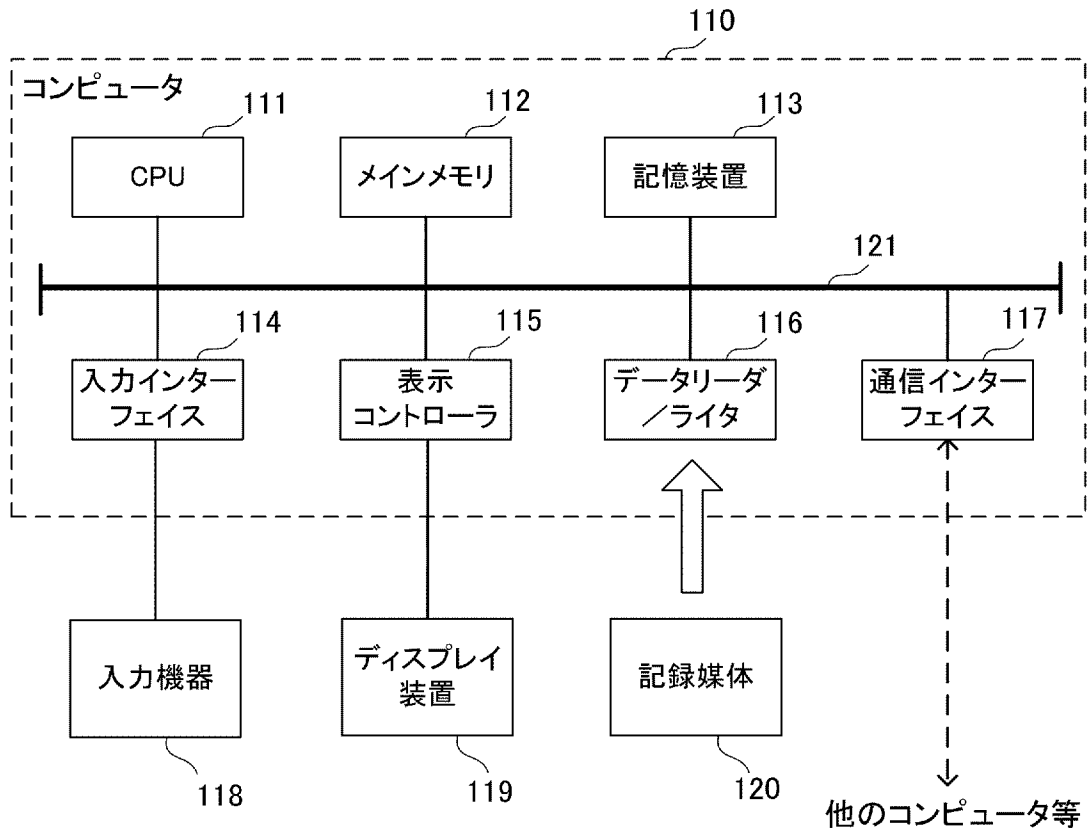 110
コンピュータ
111
112
113
CPU
メインメモリ
記憶装置
121
114
115
116
117
入力インター
フェイス
表示
コントローラ
データリーダ
／ライタ
通信インター
フェイス
入力機器
ディスプレイ
装置
記録媒体
118
119
120
他のコンピュータ等